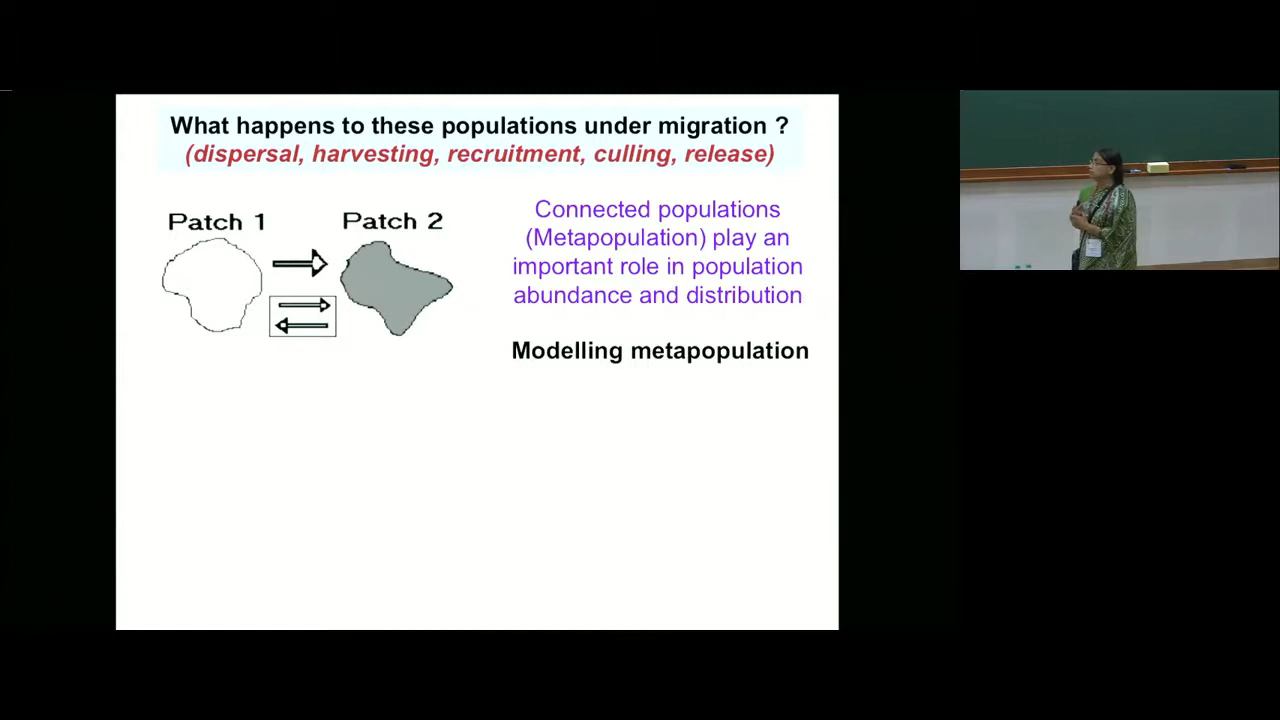 What happens to these populations under migration ?
(dispersal, harvesting, recruitment, culling, release)
Patch 1
Patch 2
Connected populations
(Metapopulation) play an
important role in population
abundance and distribution
Modelling metapopulation